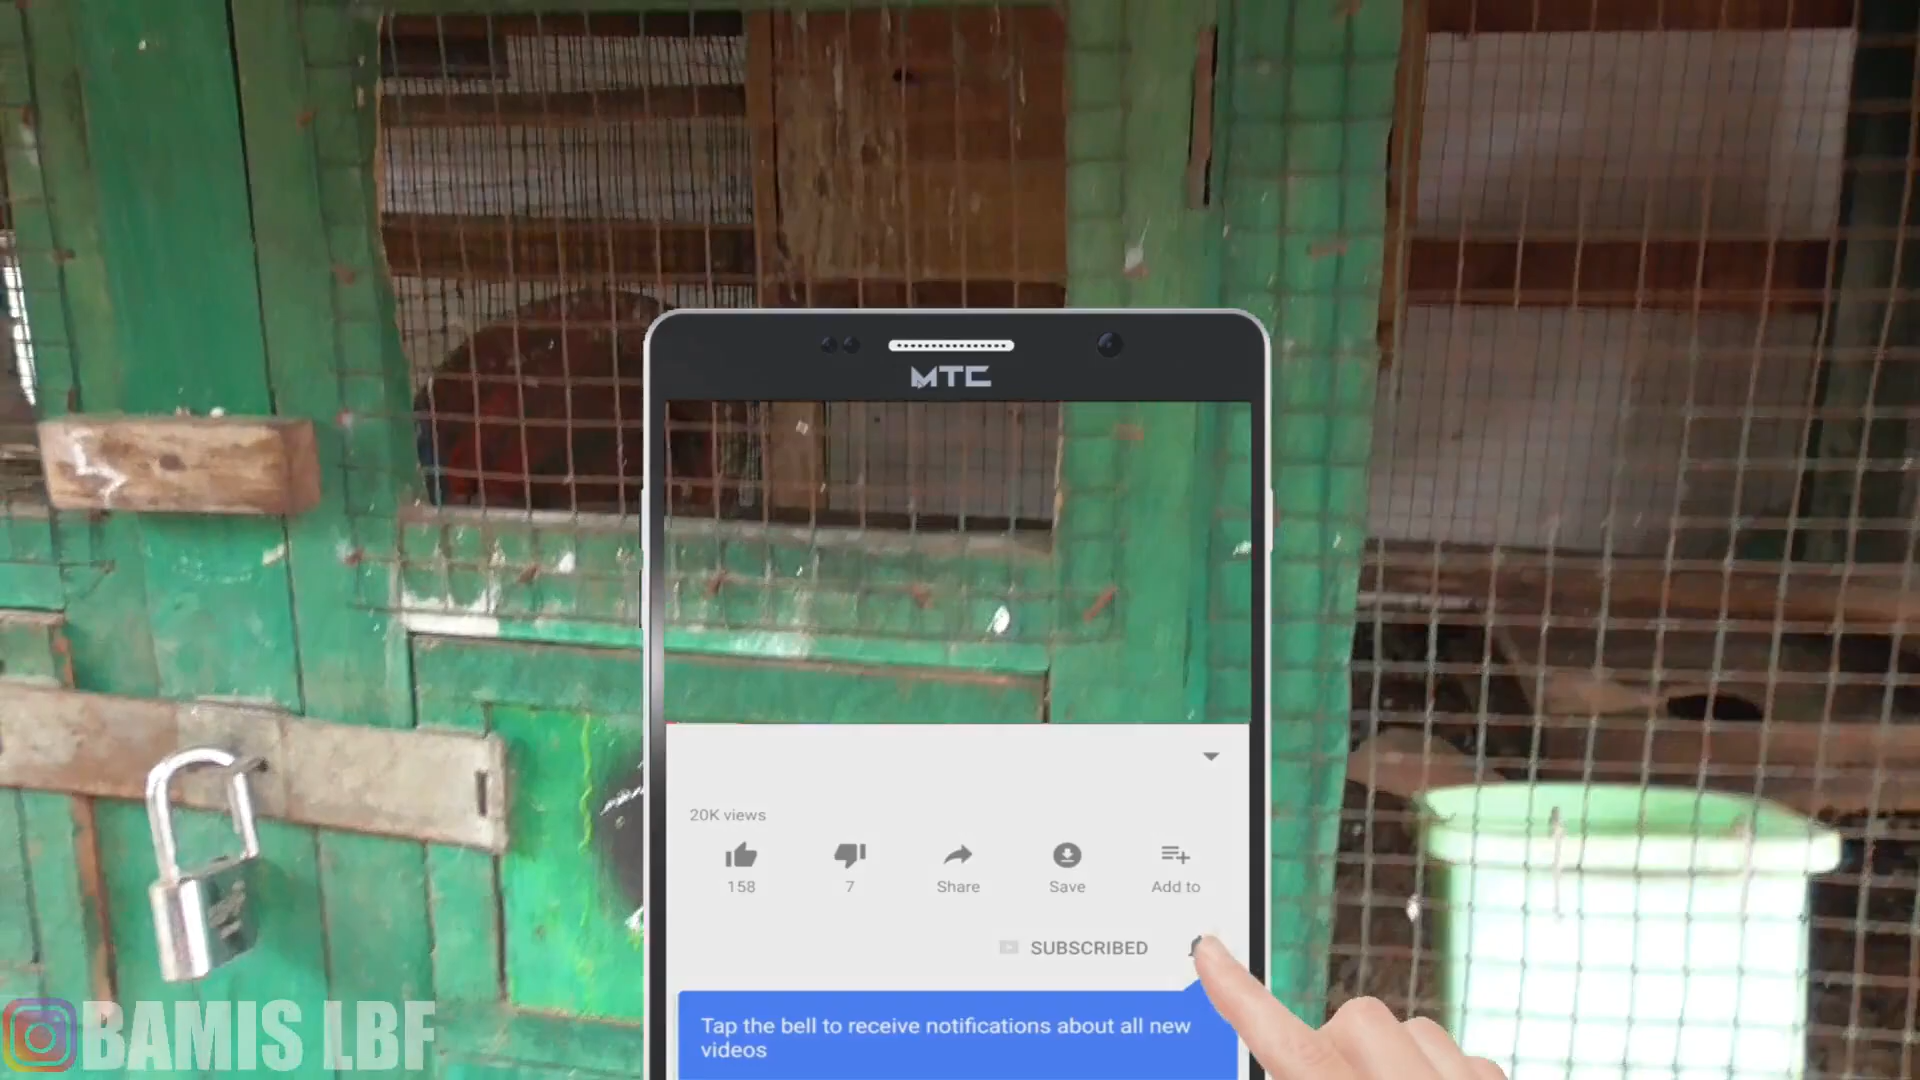 MTC
20K views
158
7
Share
Save
Add to
SUBSCRIBED
Tap the bell to receive notifications about all new
videos
BAMIS LBF